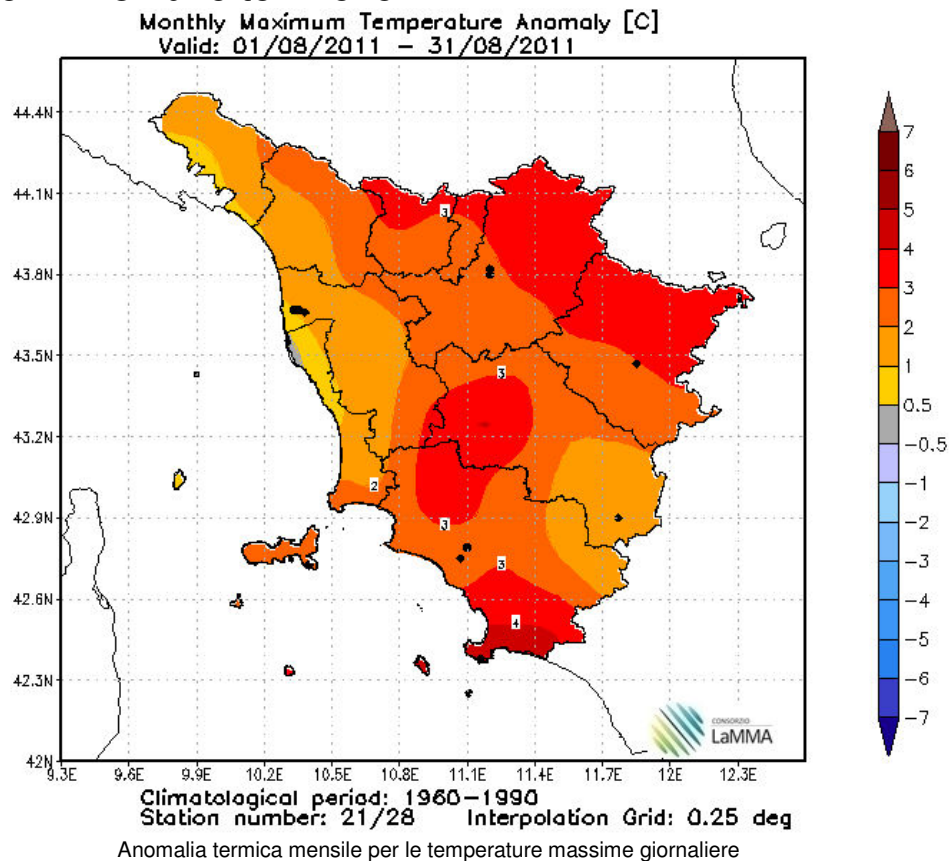 Monthly Maximum Temperature Anomaly [C]
Valid: 01/08/2011 – 31/08/2011
44.4N
44.1N
43.8N
43.5N
43.2N
42.9N
42.6N
42.3N
42N
9.3E 9.6E 9.9E 10.2E 10.5E 10.8E 11.1E 11.4E 11.7E 12E 12.3E
3
3
2
3
3
4
CONSORZIO
LaMMA
7
6
5
4
3
2
1
0.5
−0.5
−1
−2
−3
−4
−5
−6
−7
Climatological period: 1960−1990
Station number: 21/28 Interpolation Grid: 0.25 deg
Anomalia termica mensile per le temperature massime giornaliere